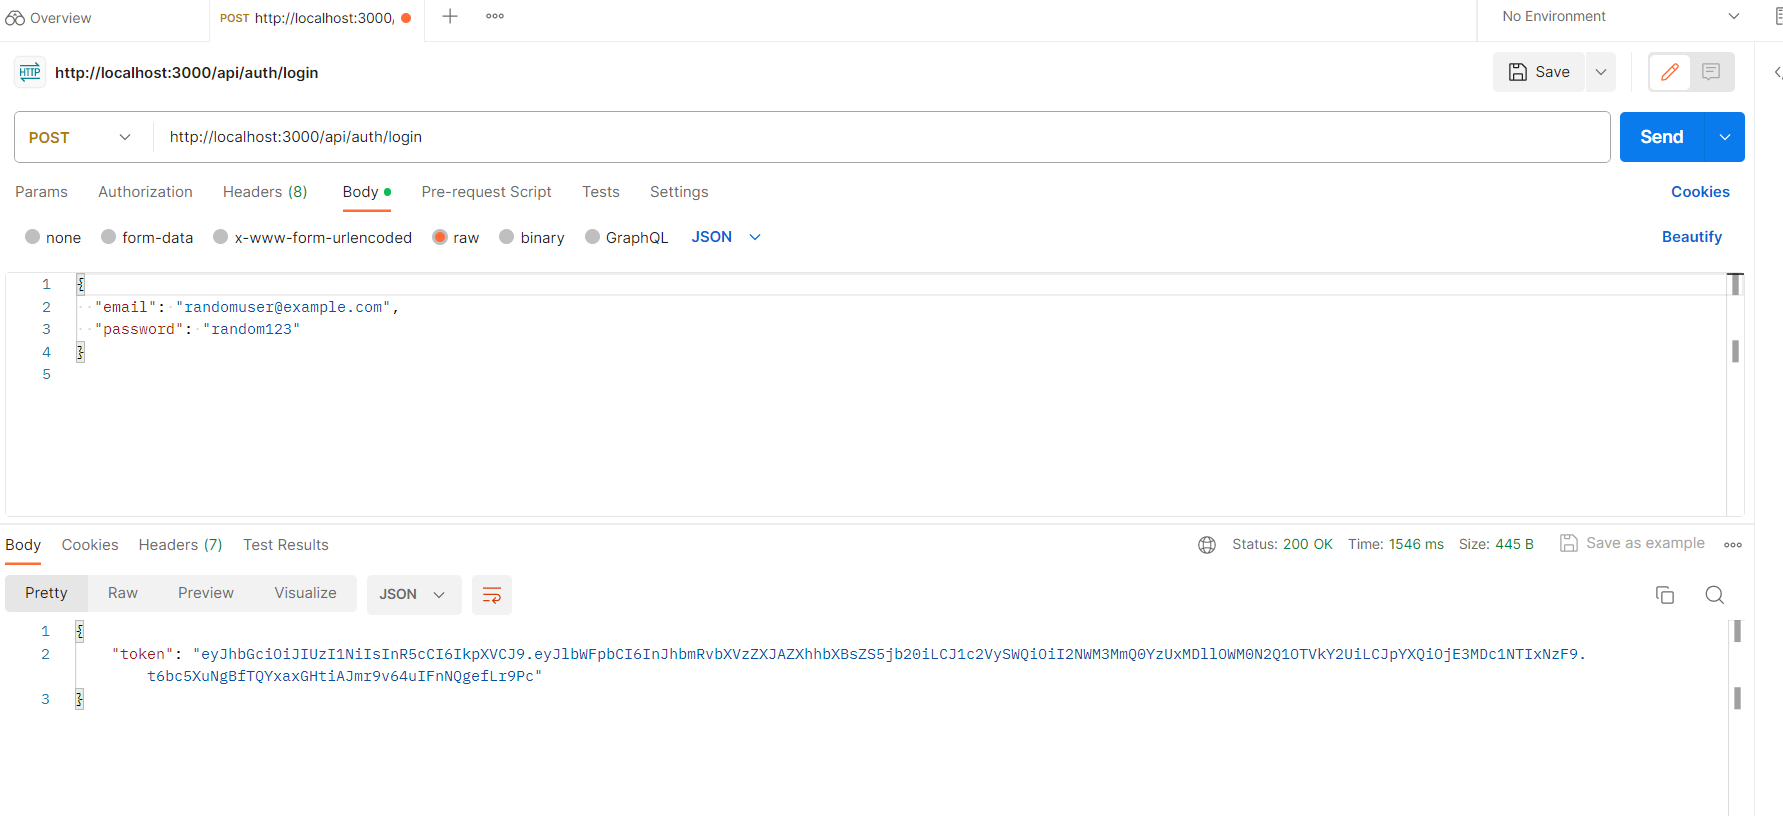 Overview
POST http://localhost:3000/
No Environment
HTTP http://localhost:3000/api/auth/login
Save
POST http://localhost:3000/api/auth/login
Send
Params Authorization Headers (8) Body Pre-request Script Tests Settings Cookies
none form-data x-www-form-urlencoded raw binary GraphQL JSON Beautify
1 {
2 "email": "randomuser@example.com",
3 "password": "random123"
4 }
5
Body Cookies Headers (7) Test Results Status: 200 OK Time: 1546 ms Size: 445 B Save as example
Pretty Raw Preview Visualize JSON
1 {
2 "token": "eyJhbGciOiJIUzI1NiIsInR5cCI6IkpXVCJ9.eyJlbWFpbCI6InJhbmRvbXVzZXJAZXhhbXBsZS5jb20iLCJ1c2VySWQiOiI2NWM3MmQ0YzUxMDllOWM0N2Q1OTVkY2UiLCJpYXQiOjE3MDc1NTIxNzF9.
t6bc5XuNgBfTQYxaxGHtiAJmr9v64uIFnNQgefLr9Pc"
3 }